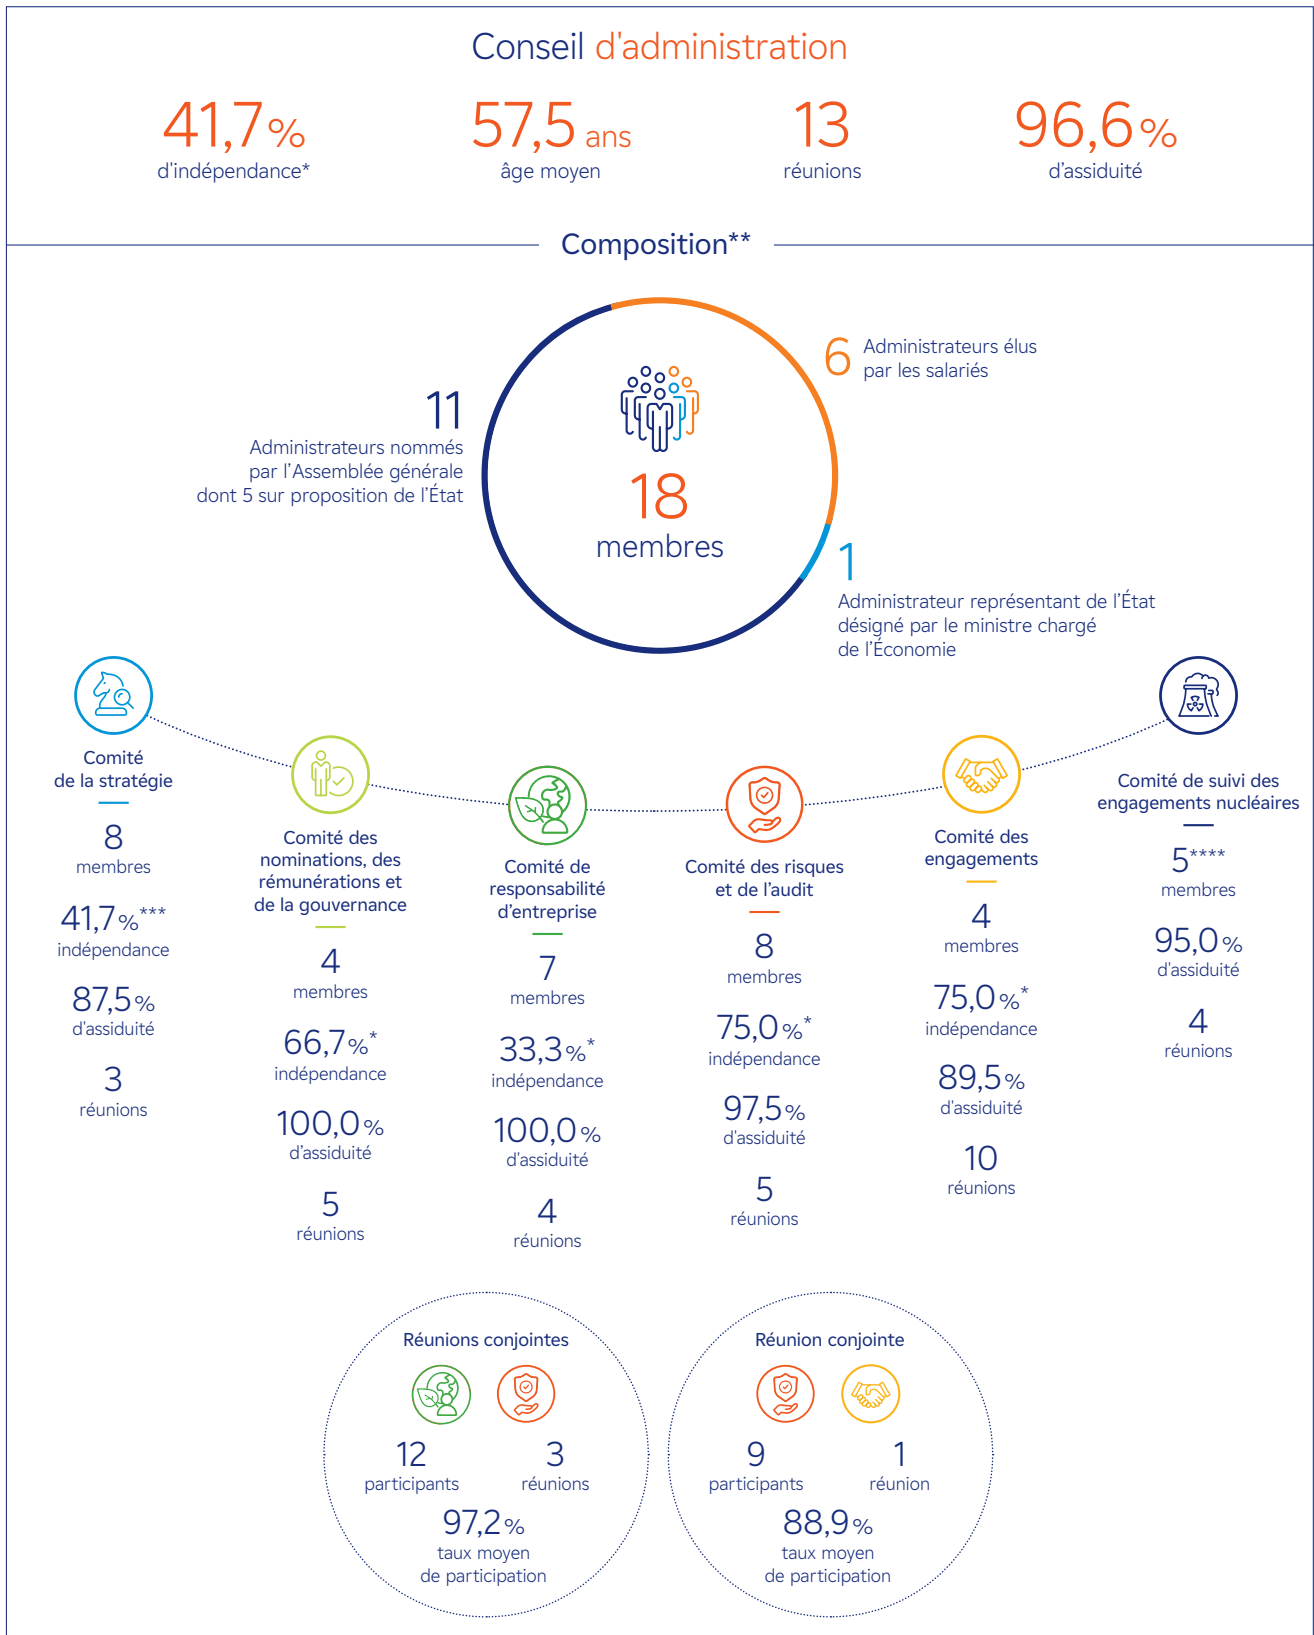 Conseil d'administration
41,7 %
d'indépendance*
57,5 ans
âge moyen
13
réunions
96,6 %
d'assiduité
Composition**
11
Administrateurs nommés
par l'Assemblée générale
dont 5 sur proposition de l'État
18
membres
6
Administrateurs élus
par les salariés
1
Administrateur représentant de l'État
désigné par le ministre chargé
de l'Économie
Comité
de la stratégie
8
membres
41,7 %***
indépendance
87,5 %
d'assiduité
3
réunions
Comité des
nominations, des
rémunérations et
de la gouvernance
4
membres
66,7 %*
indépendance
100,0 %
d'assiduité
5
réunions
Comité de
responsabilité
d'entreprise
7
membres
33,3 %*
indépendance
100,0 %
d'assiduité
4
réunions
Comité des risques
et de l'audit
8
membres
75,0 %*
indépendance
97,5 %
d'assiduité
5
réunions
Comité des
engagements
4
membres
75,0 %*
indépendance
89,5 %
d'assiduité
10
réunions
Comité de suivi des
engagements nucléaires
5****
membres
95,0 %
d'assiduité
4
réunions
Réunions conjointes
12
participants
3
réunions
97,2 %
taux moyen
de participation
Réunion conjointe
9
participants
1
réunion
88,9 %
taux moyen
de participation